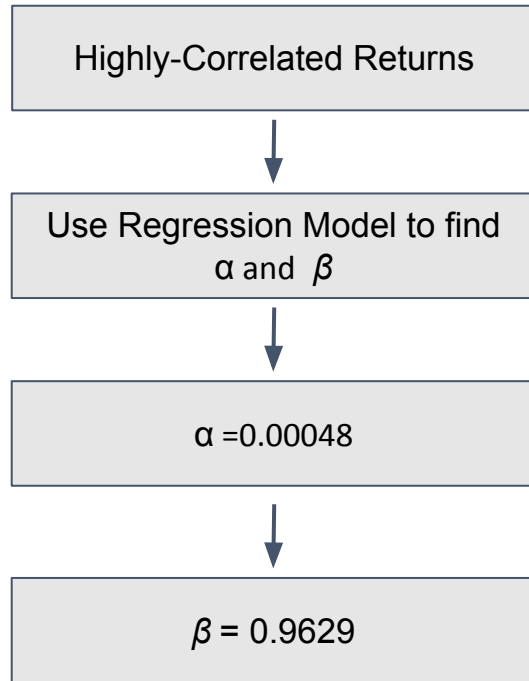 Highly-Correlated Returns
Use Regression Model to find
α and β
α =0.00048
β = 0.9629